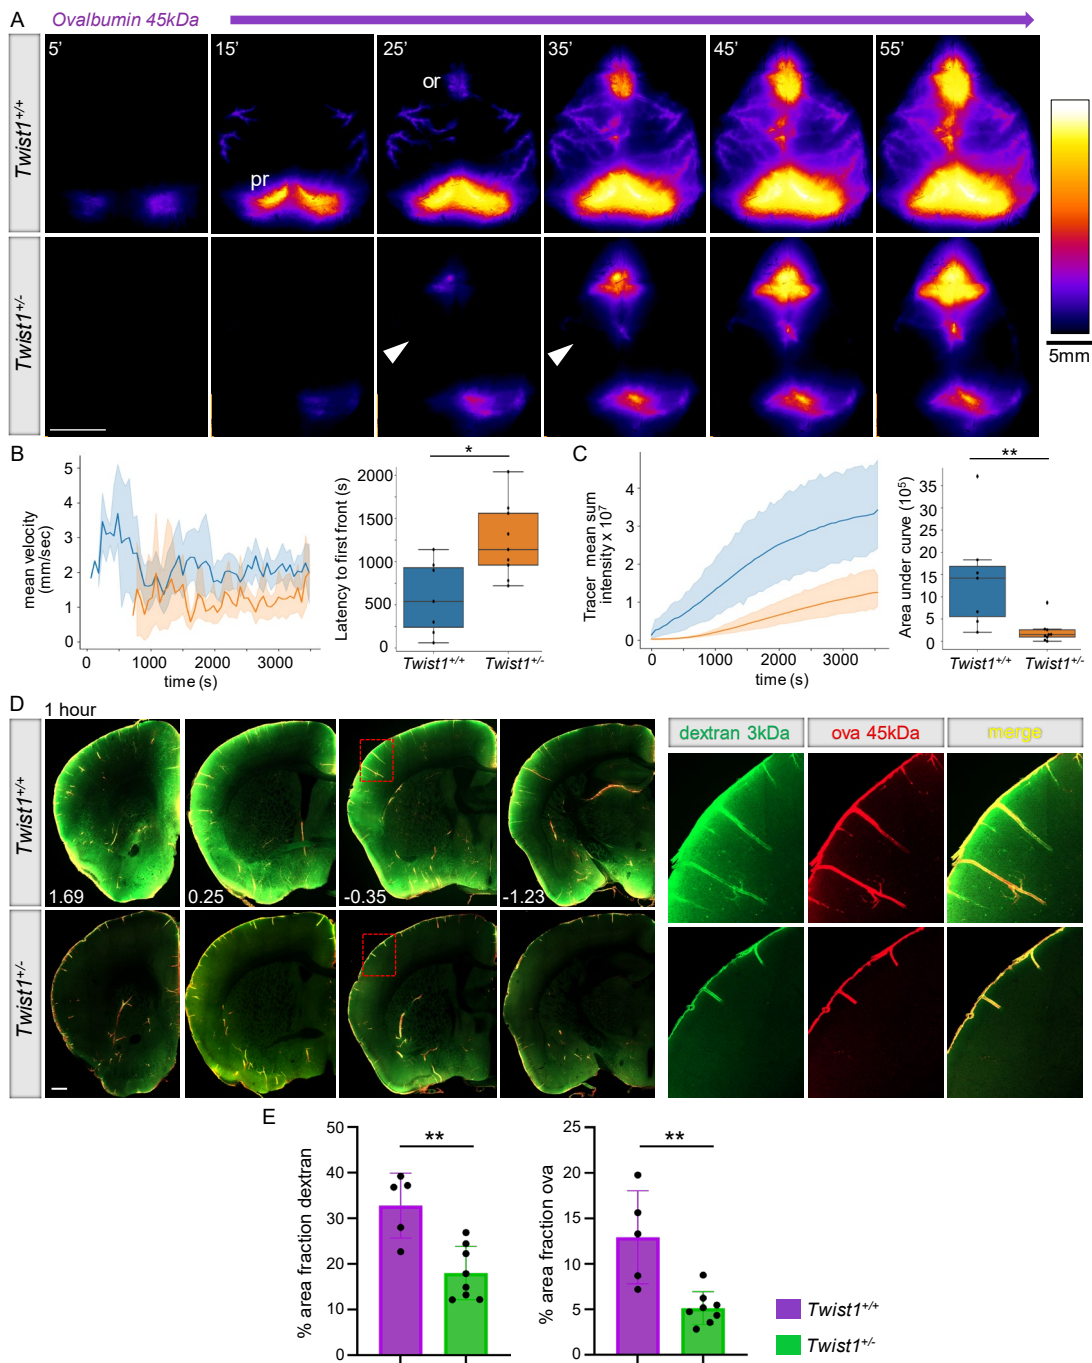 A
Ovalbumin 45kDa
Twist1+/+
5'
15'
25'
35'
45'
55'
or
pr
Twist1+/-
5mm
B
mean velocity
(mm/sec)
5
4
3
2
1
0
0
1000
2000
3000
time (s)
*
Latency to first front (s)
2000
1500
1000
500
0
Twist1+/+
Twist1+/-
C
Tracer mean sum
intensity x 10^7
4
3
2
1
0
0
1000
2000
3000
time (s)
**
Area under curve (10^5)
35
30
25
20
15
10
5
0
Twist1+/+
Twist1+/-
D
1 hour
Twist1+/+
1.69
0.25
-0.35
-1.23
Twist1+/-
dextran 3kDa
ova 45kDa
merge
E
% area fraction dextran
50
40
30
20
10
0
**
% area fraction ova
25
20
15
10
5
0
**
Twist1+/+
Twist1+/-